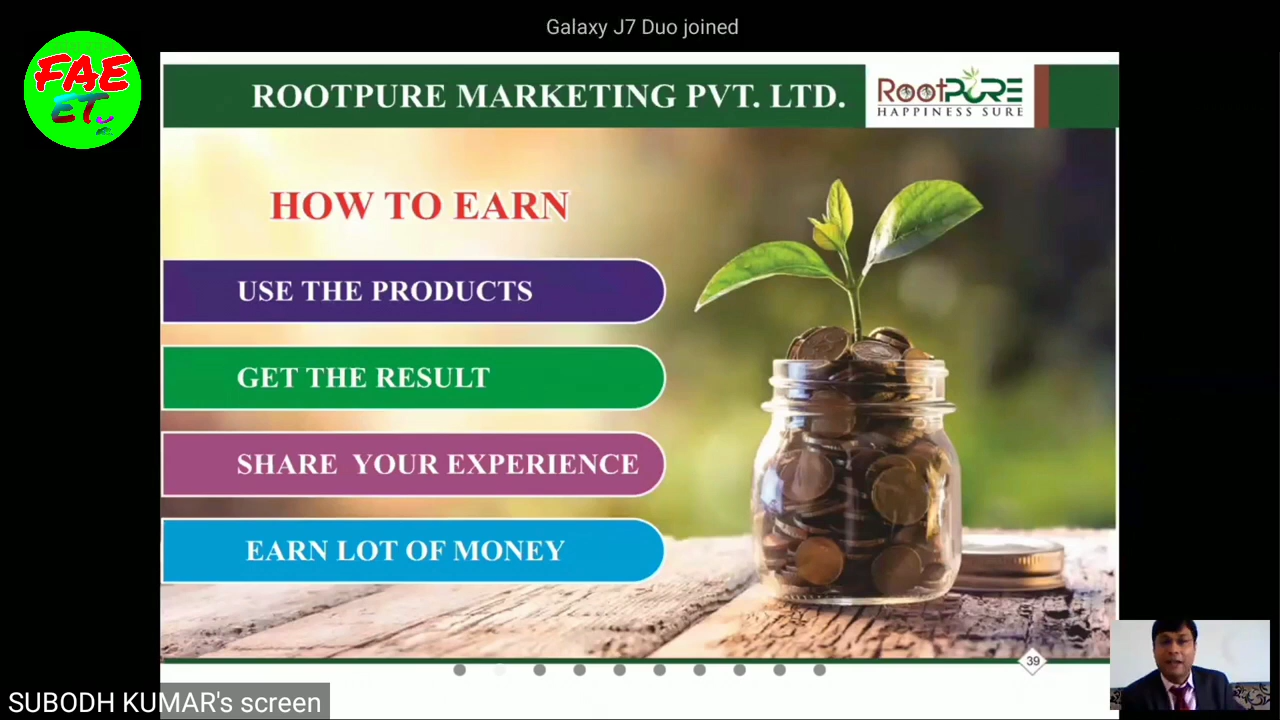 Galaxy J7 Duo joined
FAE
ET
ROOTPURE MARKETING PVT. LTD.
RootPURE
HAPPINESS SURE
HOW TO EARN
USE THE PRODUCTS
GET THE RESULT
SHARE YOUR EXPERIENCE
EARN LOT OF MONEY
39
SUBODH KUMAR's screen